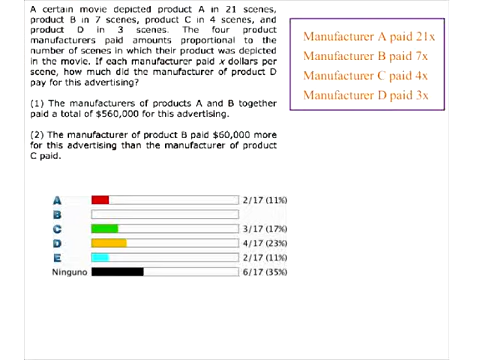 A certain movie depicted product A in 21 scenes,
product B in 7 scenes, product C in 4 scenes, and
product D in 3 scenes. The four product
manufacturers paid amounts proportional to the
number of scenes in which their product was depicted
in the movie. If each manufacturer paid x dollars per
scene, how much did the manufacturer of product D
pay for this advertising?
(1) The manufacturers of products A and B together
paid a total of $560,000 for this advertising.
(2) The manufacturer of product B paid $60,000 more
for this advertising than the manufacturer of product
C paid.
Manufacturer A paid 21x
Manufacturer B paid 7x
Manufacturer C paid 4x
Manufacturer D paid 3x
A 2/17 (11%)
B
C 3/17 (17%)
D 4/17 (23%)
E 2/17 (11%)
Ninguno 6/17 (35%)